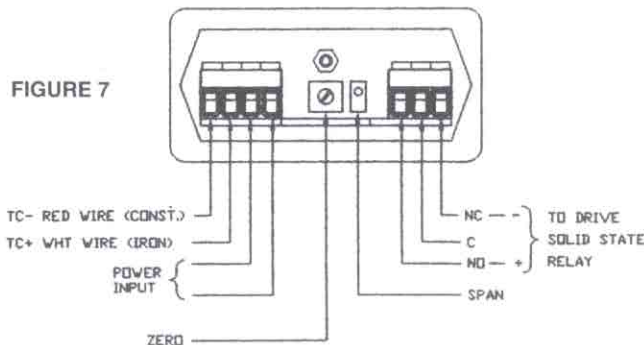 FIGURE 7
TC- RED WIRE (CONST.)
TC+ WHT WIRE (IRON)
POWER
INPUT
ZERO
NC -- -
C
NO -- +
TO DRIVE
SOLID STATE
RELAY
SPAN